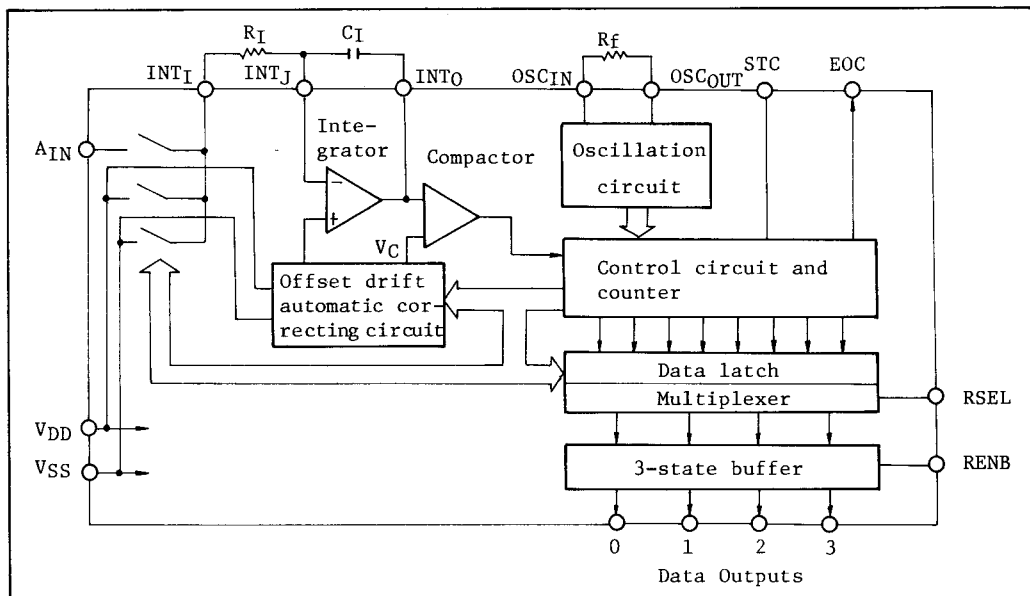 R_I C_I R_f
INT_I INT_J INT_O OSC_IN OSC_OUT STC EOC
A_IN
Inte-
grator
Compactor
Oscillation
circuit
− +
V_C
Offset drift
automatic cor-
recting circuit
Control circuit and
counter
Data latch
Multiplexer
RSEL
V_DD
V_SS
3-state buffer
RENB
0 1 2 3
Data Outputs